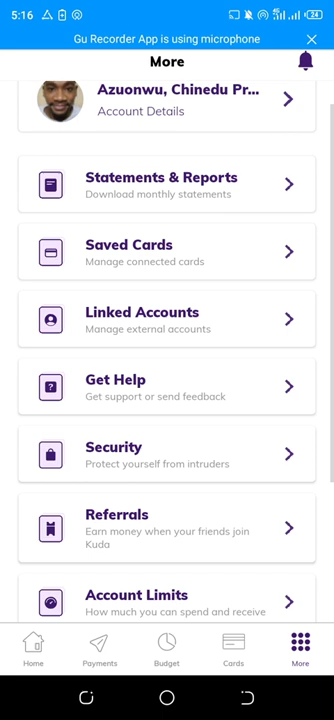 5:16
4G
24
Gu Recorder App is using microphone
More
Azuonwu, Chinedu Pr...
Account Details
Statements & Reports
Download monthly statements
Saved Cards
Manage connected cards
Linked Accounts
Manage external accounts
Get Help
Get support or send feedback
Security
Protect yourself from intruders
Referrals
Earn money when your friends join
Kuda
Account Limits
How much you can spend and receive
Home
Payments
Budget
Cards
More